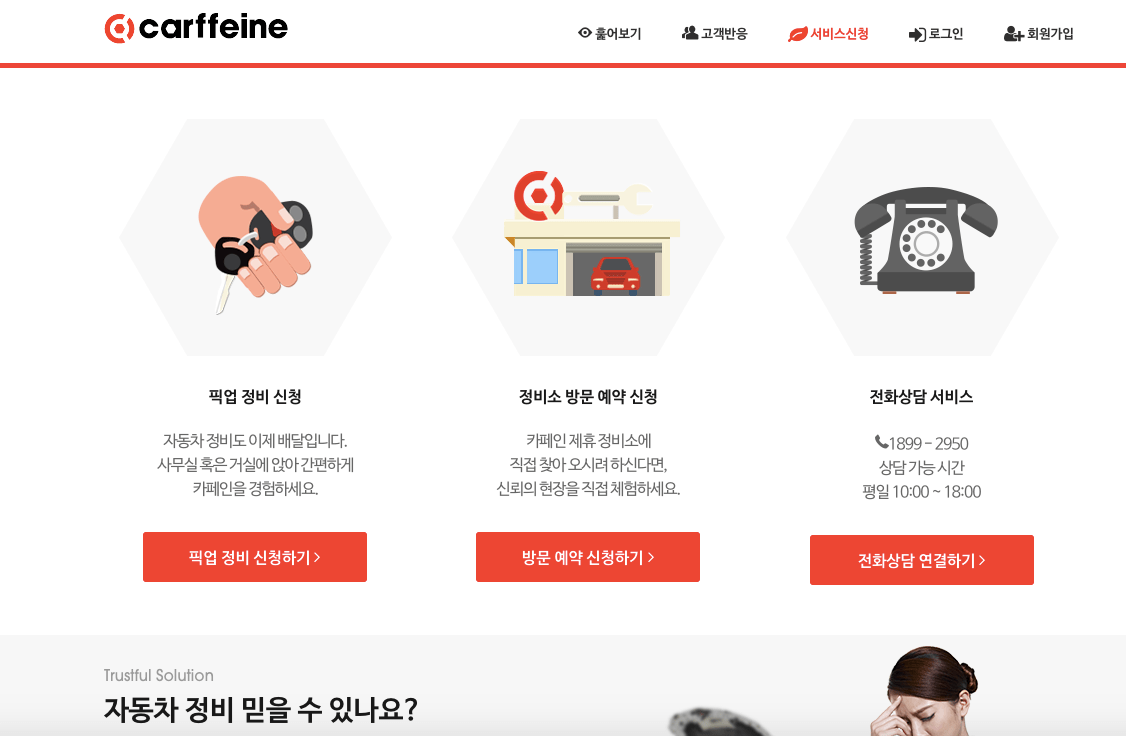 carffeine
훑어보기
고객반응
서비스신청
로그인
회원가입
픽업 정비 신청
자동차 정비도 이제 배달입니다.
사무실 혹은 거실에 앉아 간편하게
카페인을 경험하세요.
픽업 정비 신청하기 >
정비소 방문 예약 신청
카페인 제휴 정비소에
직접 찾아 오시려 하신다면,
신뢰의 현장을 직접 체험하세요.
방문 예약 신청하기 >
전화상담 서비스
1899 - 2950
상담 가능 시간
평일 10:00 ~ 18:00
전화상담 연결하기 >
Trustful Solution
자동차 정비 믿을 수 있나요?